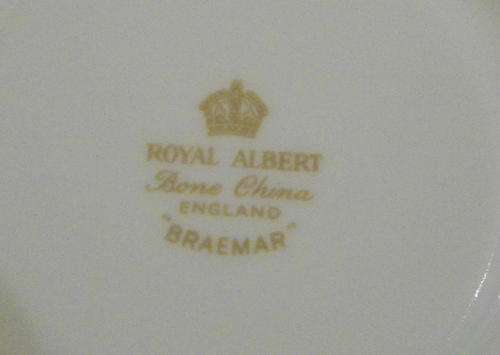 ROYAL ALBERT
Bone China
ENGLAND
"BRAEMAR"